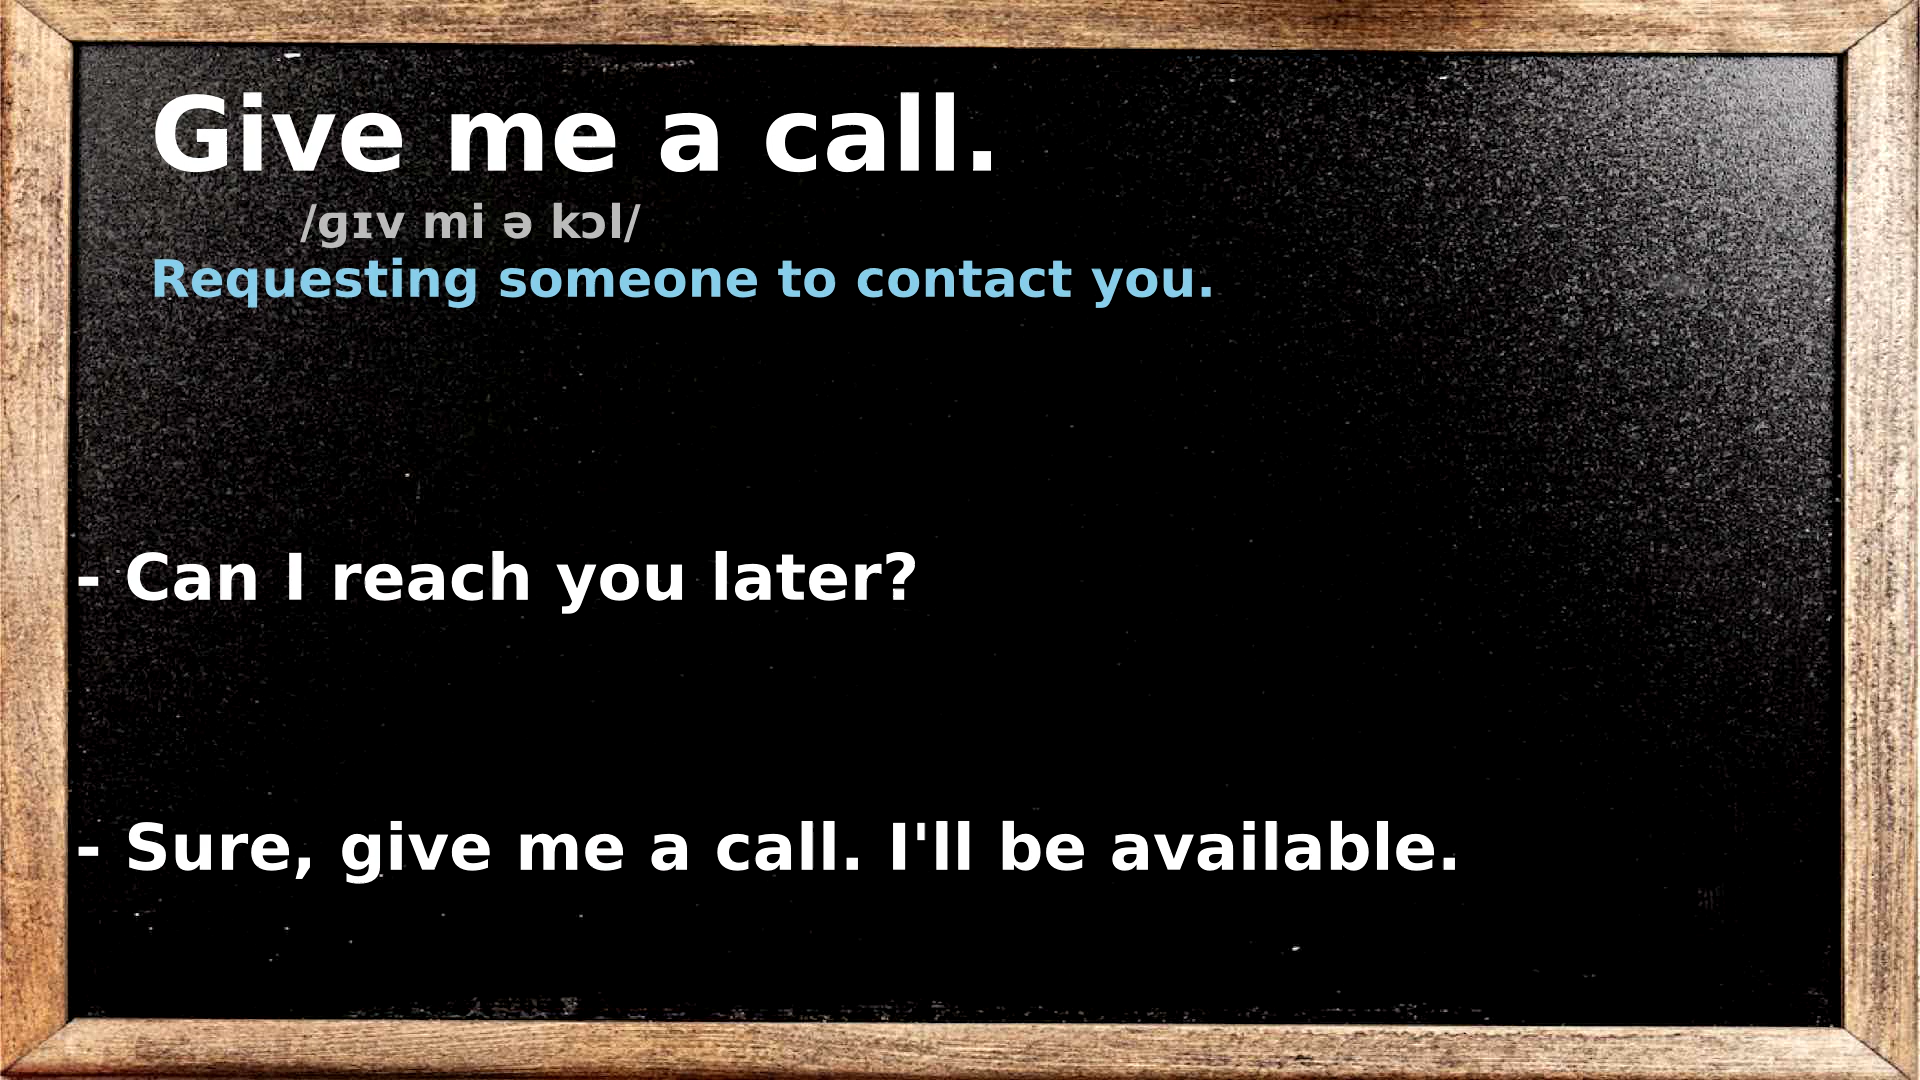 Give me a call.
/ɡɪv mi ə kɔl/
Requesting someone to contact you.
- Can I reach you later?
- Sure, give me a call. I'll be available.